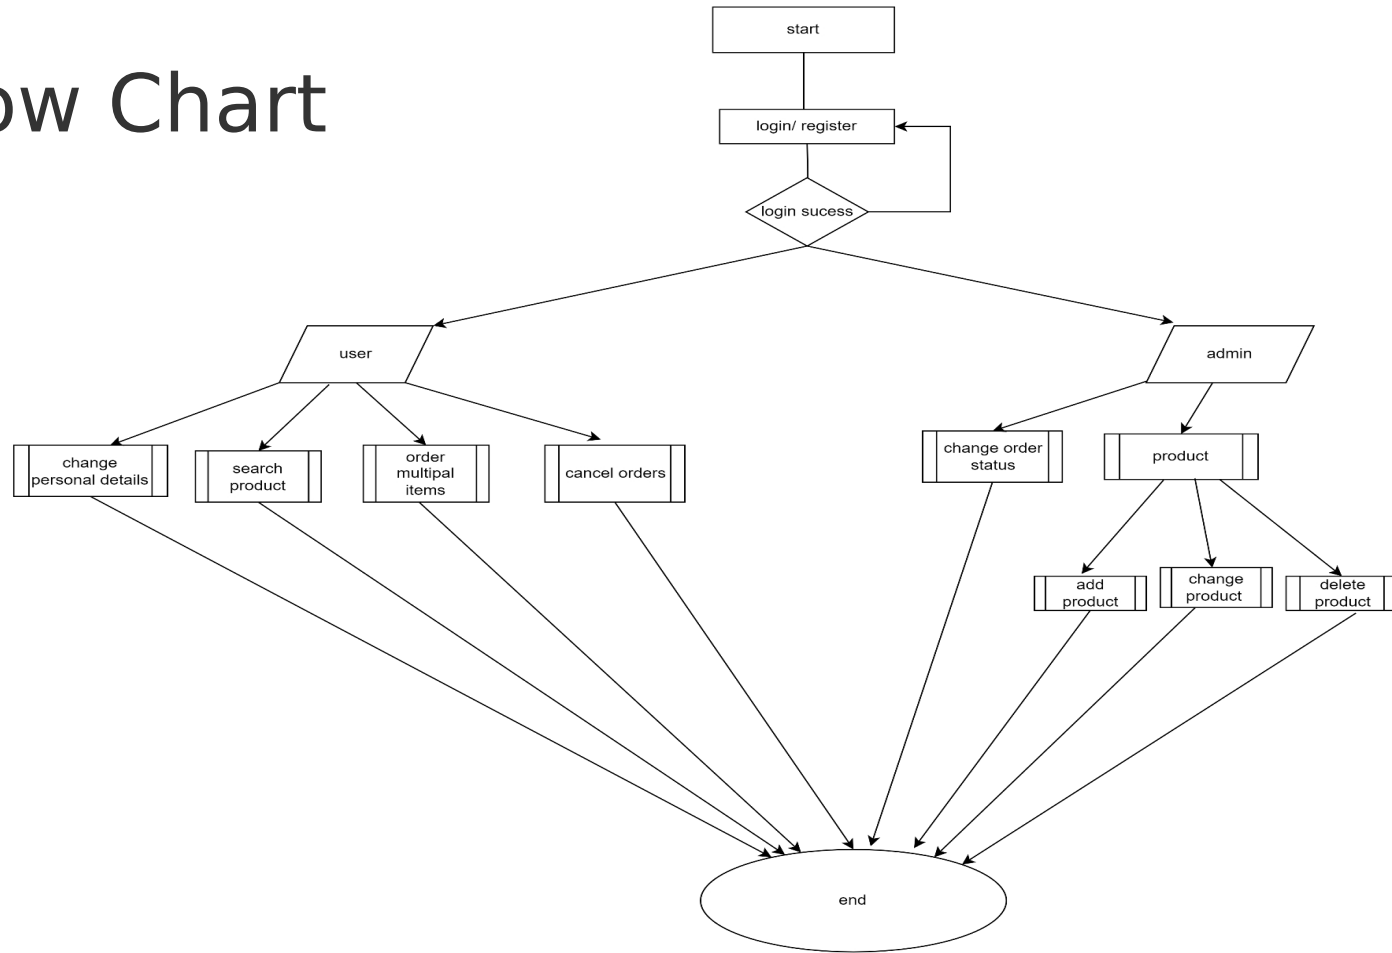 start
ow Chart
login/ register
login sucess
user
admin
change
personal details
search
product
order
multipal
items
cancel orders
change order
status
product
add
product
change
product
delete
product
end